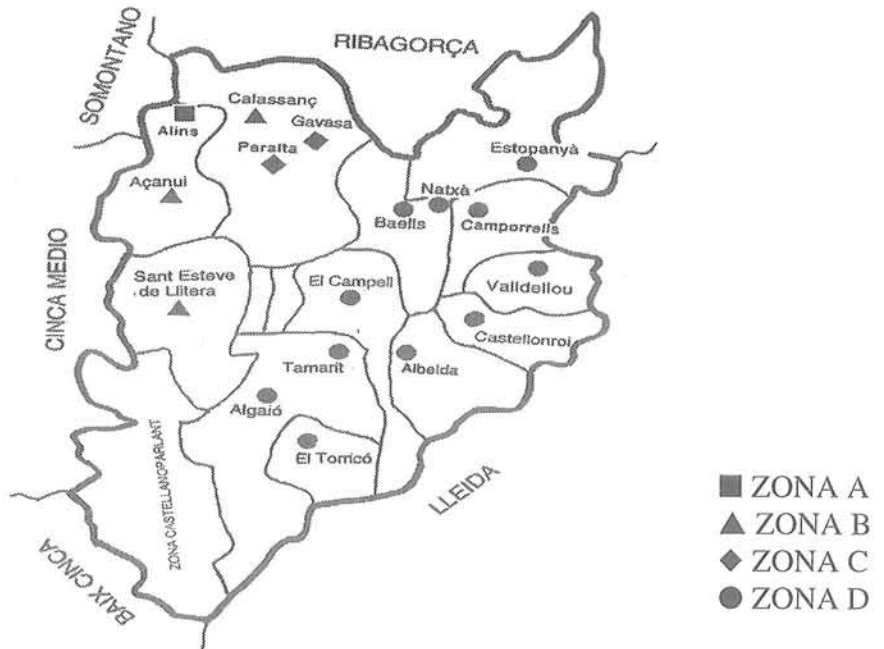 RIBAGORÇA
SOMONTANO
Calassanç
Gavasa
Alins
Peralta
Estopanyà
Açanui
Natxà
Baells
Camporrells
CINCA MEDIO
Sant Esteve
de Llitera
El Campell
Valldellou
Castellonroi
Tamarit
Albelda
Algaió
El Torricó
ZONA CASTELLANOPARLANT
LLEIDA
BAIX CINCA
ZONA A
ZONA B
ZONA C
ZONA D